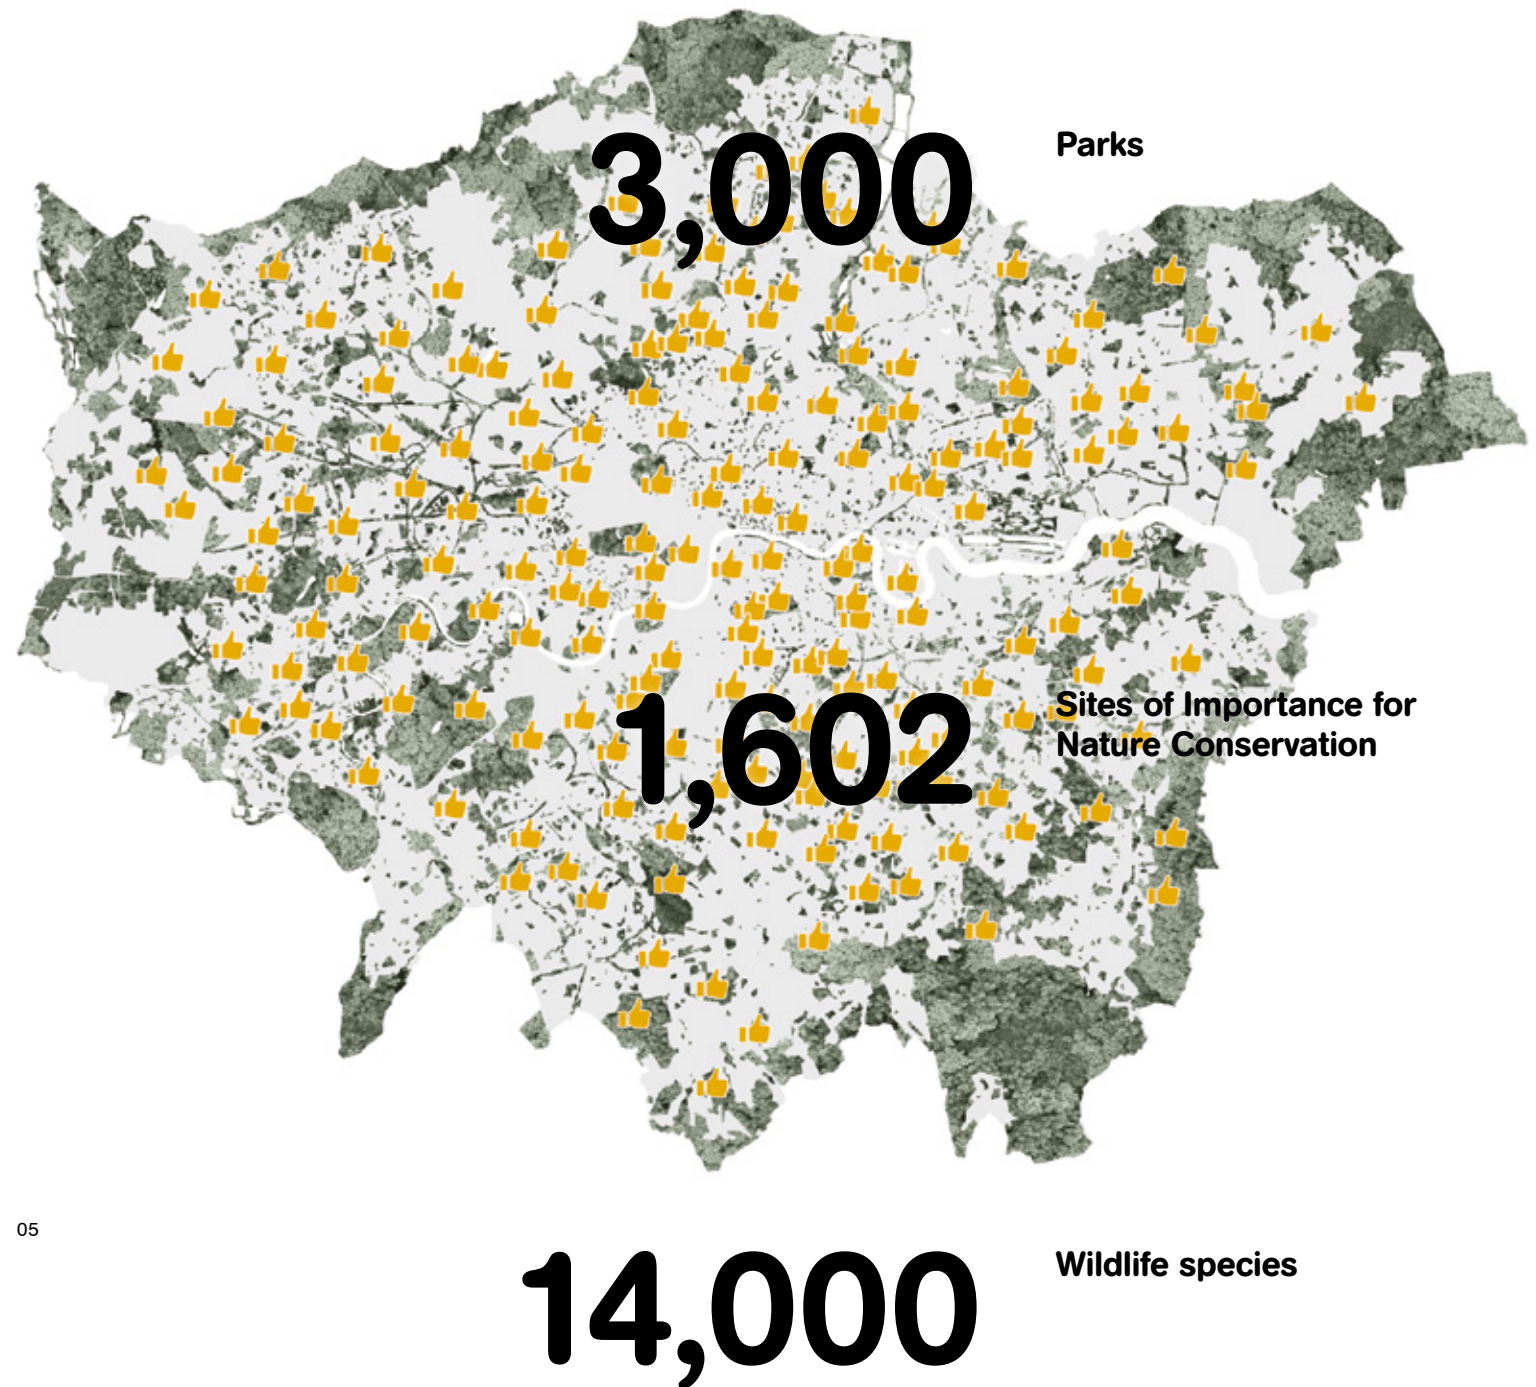 3,000
Parks
1,602
Sites of Importance for
Nature Conservation
05
14,000
Wildlife species